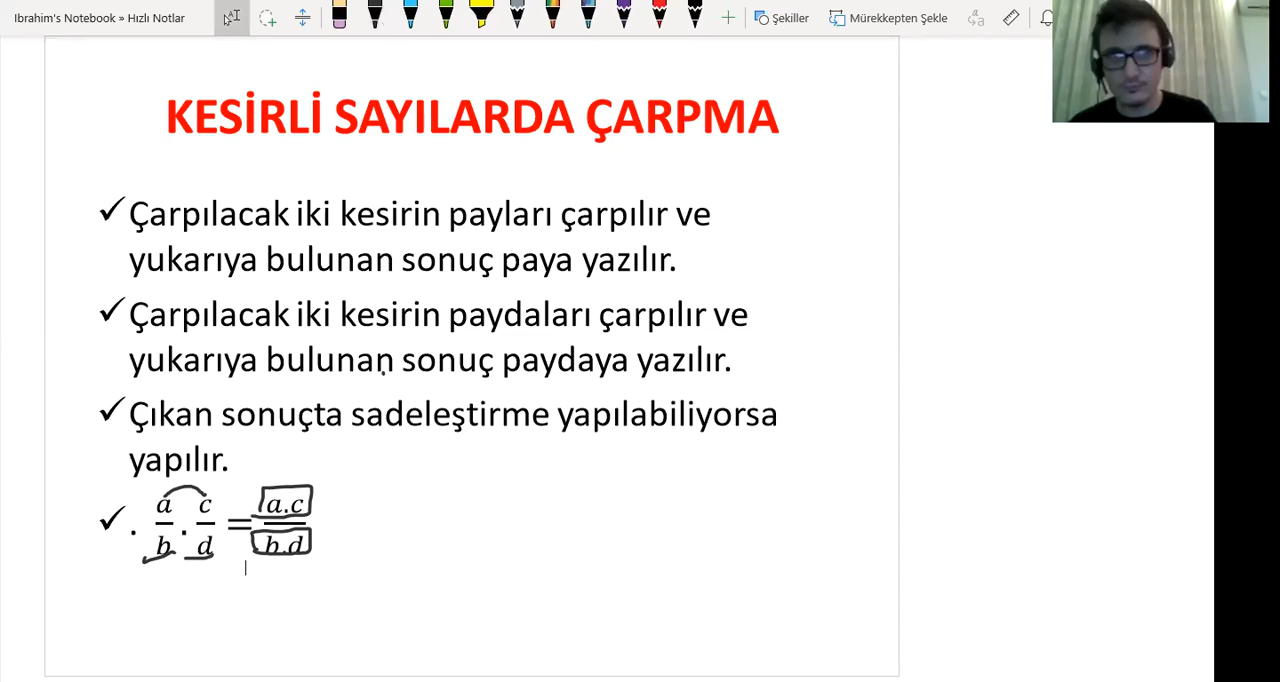 Ibrahim's Notebook » Hızlı Notlar
Şekiller
Mürekkepten Şekle
KESİRLİ SAYILARDA ÇARPMA
✓ Çarpılacak iki kesirin payları çarpılır ve
yukarıya bulunan sonuç paya yazılır.
✓ Çarpılacak iki kesirin paydaları çarpılır ve
yukarıya bulunan sonuç paydaya yazılır.
✓ Çıkan sonuçta sadeleştirme yapılabiliyorsa
yapılır.
✓ . a/b . c/d = a.c/b.d